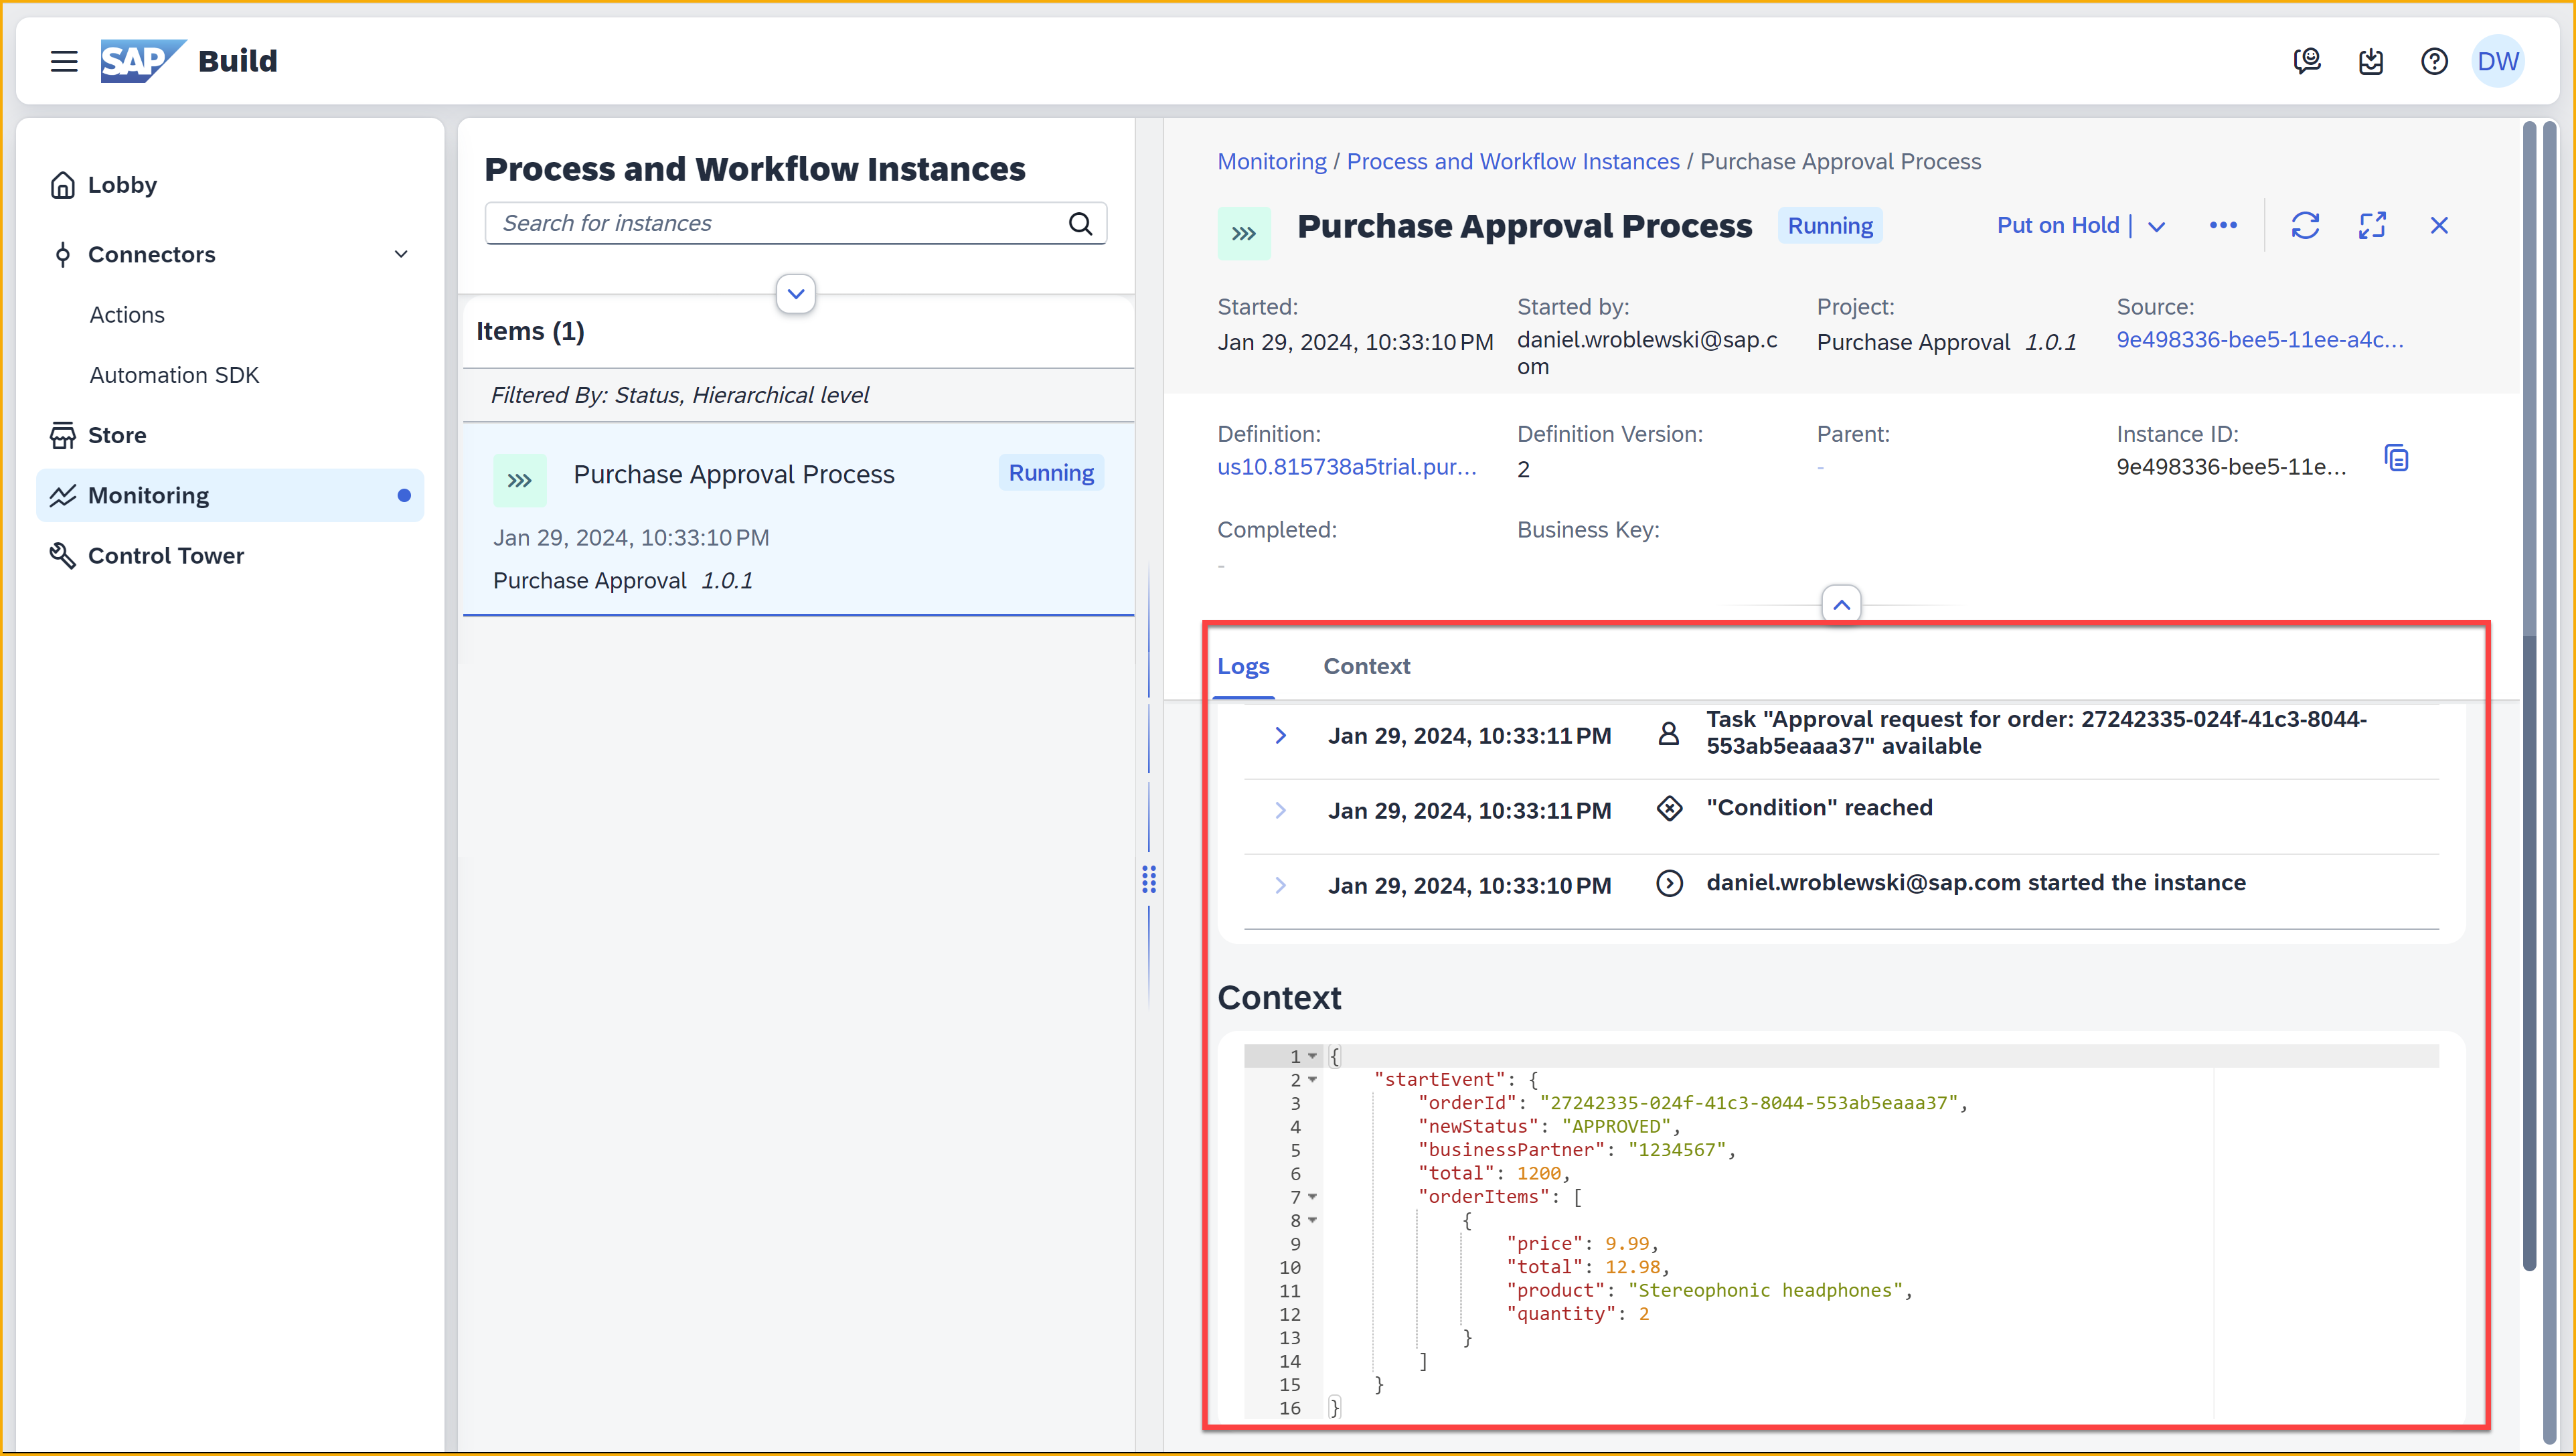 SAP Build
DW
Lobby
Connectors
Actions
Automation SDK
Store
Monitoring
Control Tower
Process and Workflow Instances
Search for instances
Items (1)
Filtered By: Status, Hierarchical level
Purchase Approval Process Running
Jan 29, 2024, 10:33:10 PM
Purchase Approval 1.0.1
Monitoring / Process and Workflow Instances / Purchase Approval Process
Purchase Approval Process Running Put on Hold
Started: Started by: Project: Source:
Jan 29, 2024, 10:33:10 PM daniel.wroblewski@sap.c Purchase Approval 1.0.1 9e498336-bee5-11ee-a4c...
om
Definition: Definition Version: Parent: Instance ID:
us10.815738a5trial.pur... 2 - 9e498336-bee5-11e...
Completed: Business Key:
-
Logs Context
Task "Approval request for order: 27242335-024f-41c3-8044-
Jan 29, 2024, 10:33:11 PM
553ab5eaaa37" available
Jan 29, 2024, 10:33:11 PM "Condition" reached
Jan 29, 2024, 10:33:10 PM daniel.wroblewski@sap.com started the instance
Context
1 {
2 "startEvent": {
3 "orderId": "27242335-024f-41c3-8044-553ab5eaaa37",
4 "newStatus": "APPROVED",
5 "businessPartner": "1234567",
6 "total": 1200,
7 "orderItems": [
8 {
9 "price": 9.99,
10 "total": 12.98,
11 "product": "Stereophonic headphones",
12 "quantity": 2
13 }
14 ]
15 }
16 }